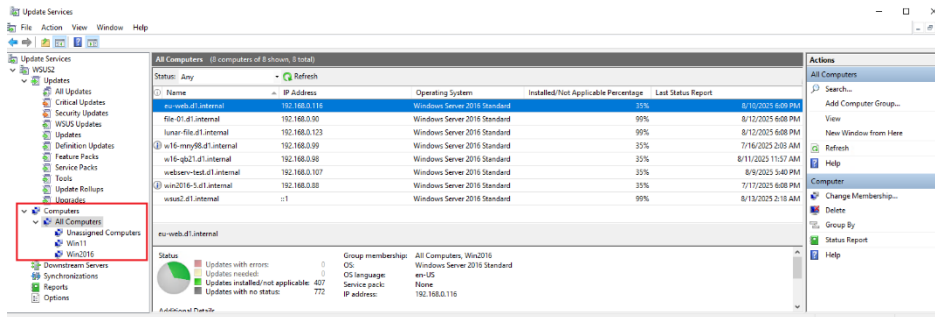 Update Services
File Action View Window Help
Update Services
WSUS2
Updates
All Updates
Critical Updates
Security Updates
WSUS Updates
Updates
Definition Updates
Feature Packs
Service Packs
Tools
Update Rollups
Upgrades
Computers
All Computers
Unassigned Computers
Win11
Win2016
Downstream Servers
Synchronizations
Reports
Options
All Computers (8 computers of 8 shown, 8 total)
Status: Any Refresh
Name IP Address Operating System Installed/Not Applicable Percentage Last Status Report
eu-web.d1.internal 192.168.0.116 Windows Server 2016 Standard 35% 8/10/2025 6:09 PM
file-01.d1.internal 192.168.0.90 Windows Server 2016 Standard 99% 8/12/2025 6:08 PM
lunar-file.d1.internal 192.168.0.123 Windows Server 2016 Standard 99% 8/12/2025 6:08 PM
w16-mny98.d1.internal 192.168.0.99 Windows Server 2016 Standard 35% 7/16/2025 2:03 AM
w16-qb21.d1.internal 192.168.0.98 Windows Server 2016 Standard 35% 8/11/2025 11:57 AM
webserv-test.d1.internal 192.168.0.107 Windows Server 2016 Standard 35% 8/9/2025 5:40 PM
win2016-5.d1.internal 192.168.0.88 Windows Server 2016 Standard 35% 7/17/2025 6:08 PM
wsus2.d1.internal ::1 Windows Server 2016 Standard 99% 8/13/2025 2:18 AM
eu-web.d1.internal
Status
Updates with errors: 0
Updates needed: 0
Updates installed/not applicable: 407
Updates with no status: 772
Group membership: All Computers, Win2016
OS: Windows Server 2016 Standard
OS language: en-US
Service pack: None
IP address: 192.168.0.116
Additional Details
Actions
All Computers
Search...
Add Computer Group...
View
New Window from Here
Refresh
Help
Computer
Change Membership...
Delete
Group By
Status Report
Help